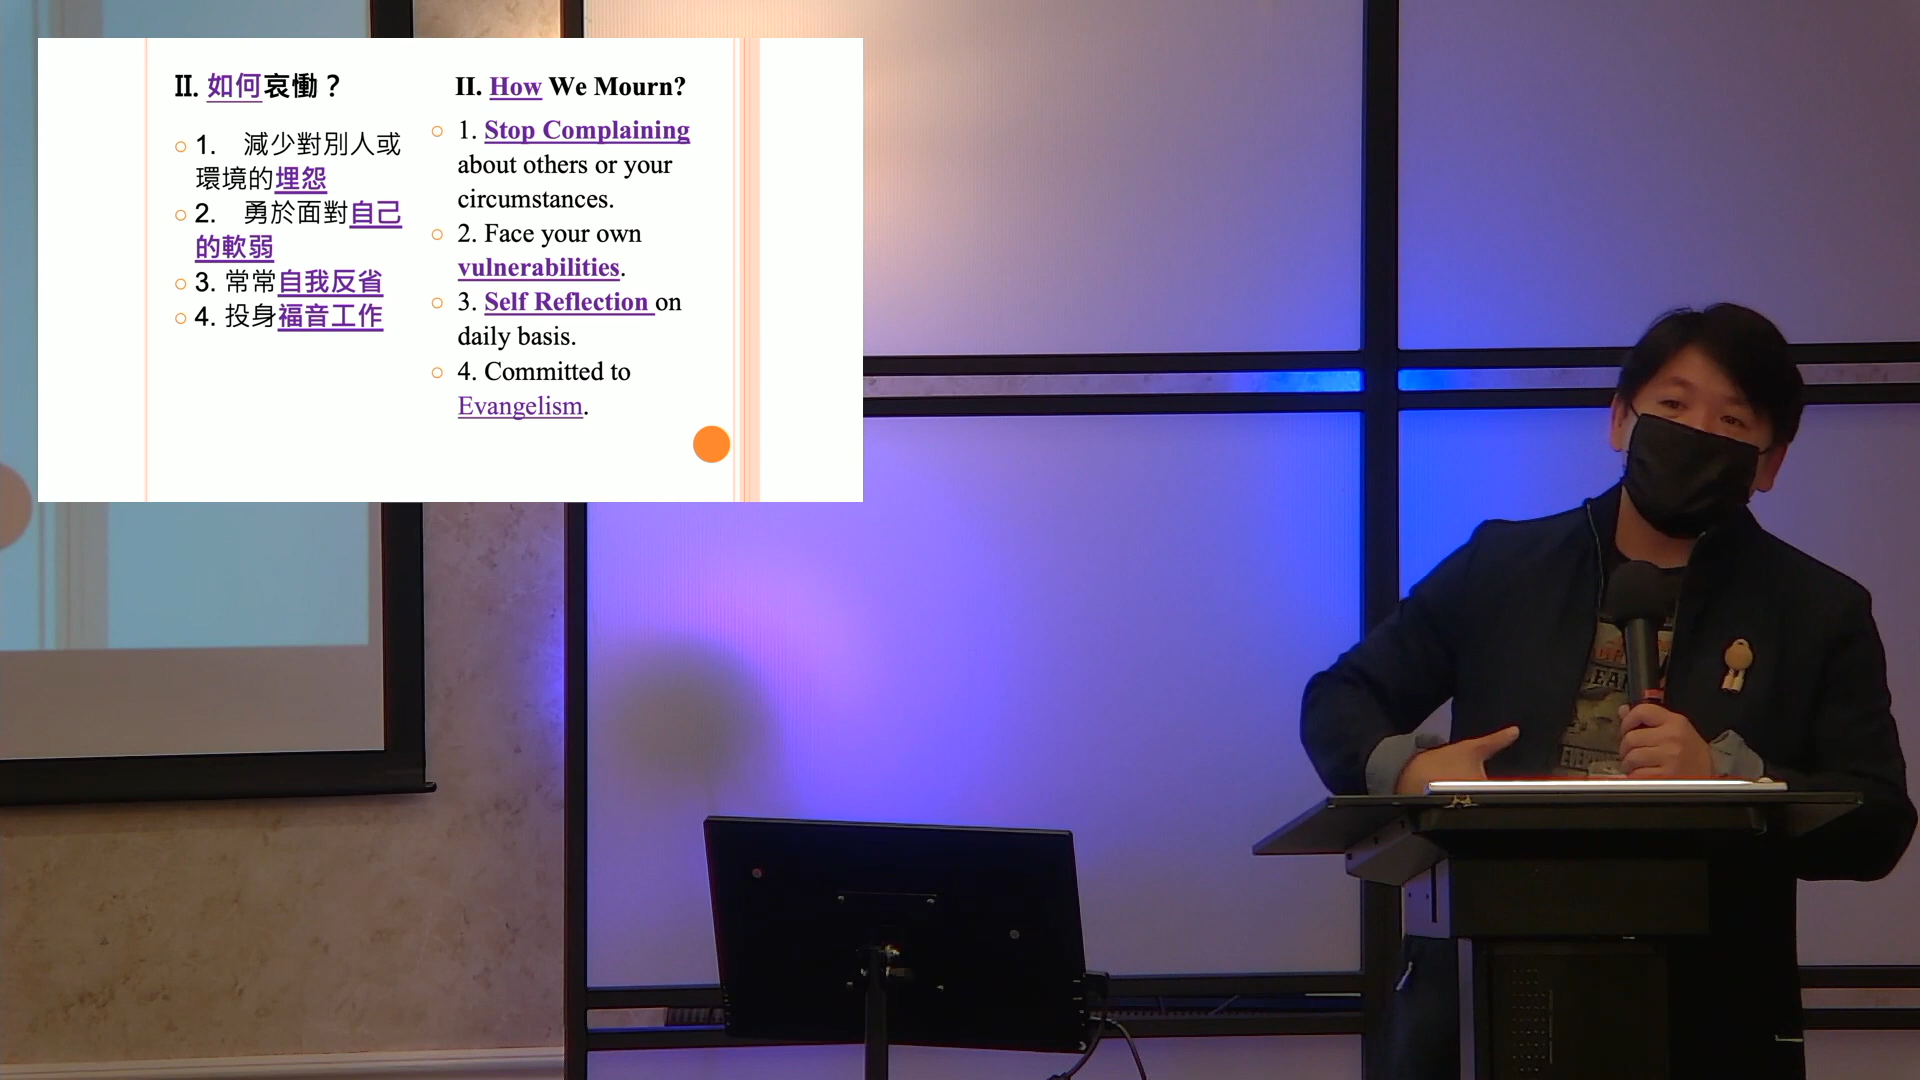 II. 如何哀慟？
1. 減少對別人或
環境的埋怨
2. 勇於面對自己
的軟弱
3. 常常自我反省
4. 投身福音工作
II. How We Mourn?
1. Stop Complaining
about others or your
circumstances.
2. Face your own
vulnerabilities.
3. Self Reflection on
daily basis.
4. Committed to
Evangelism.